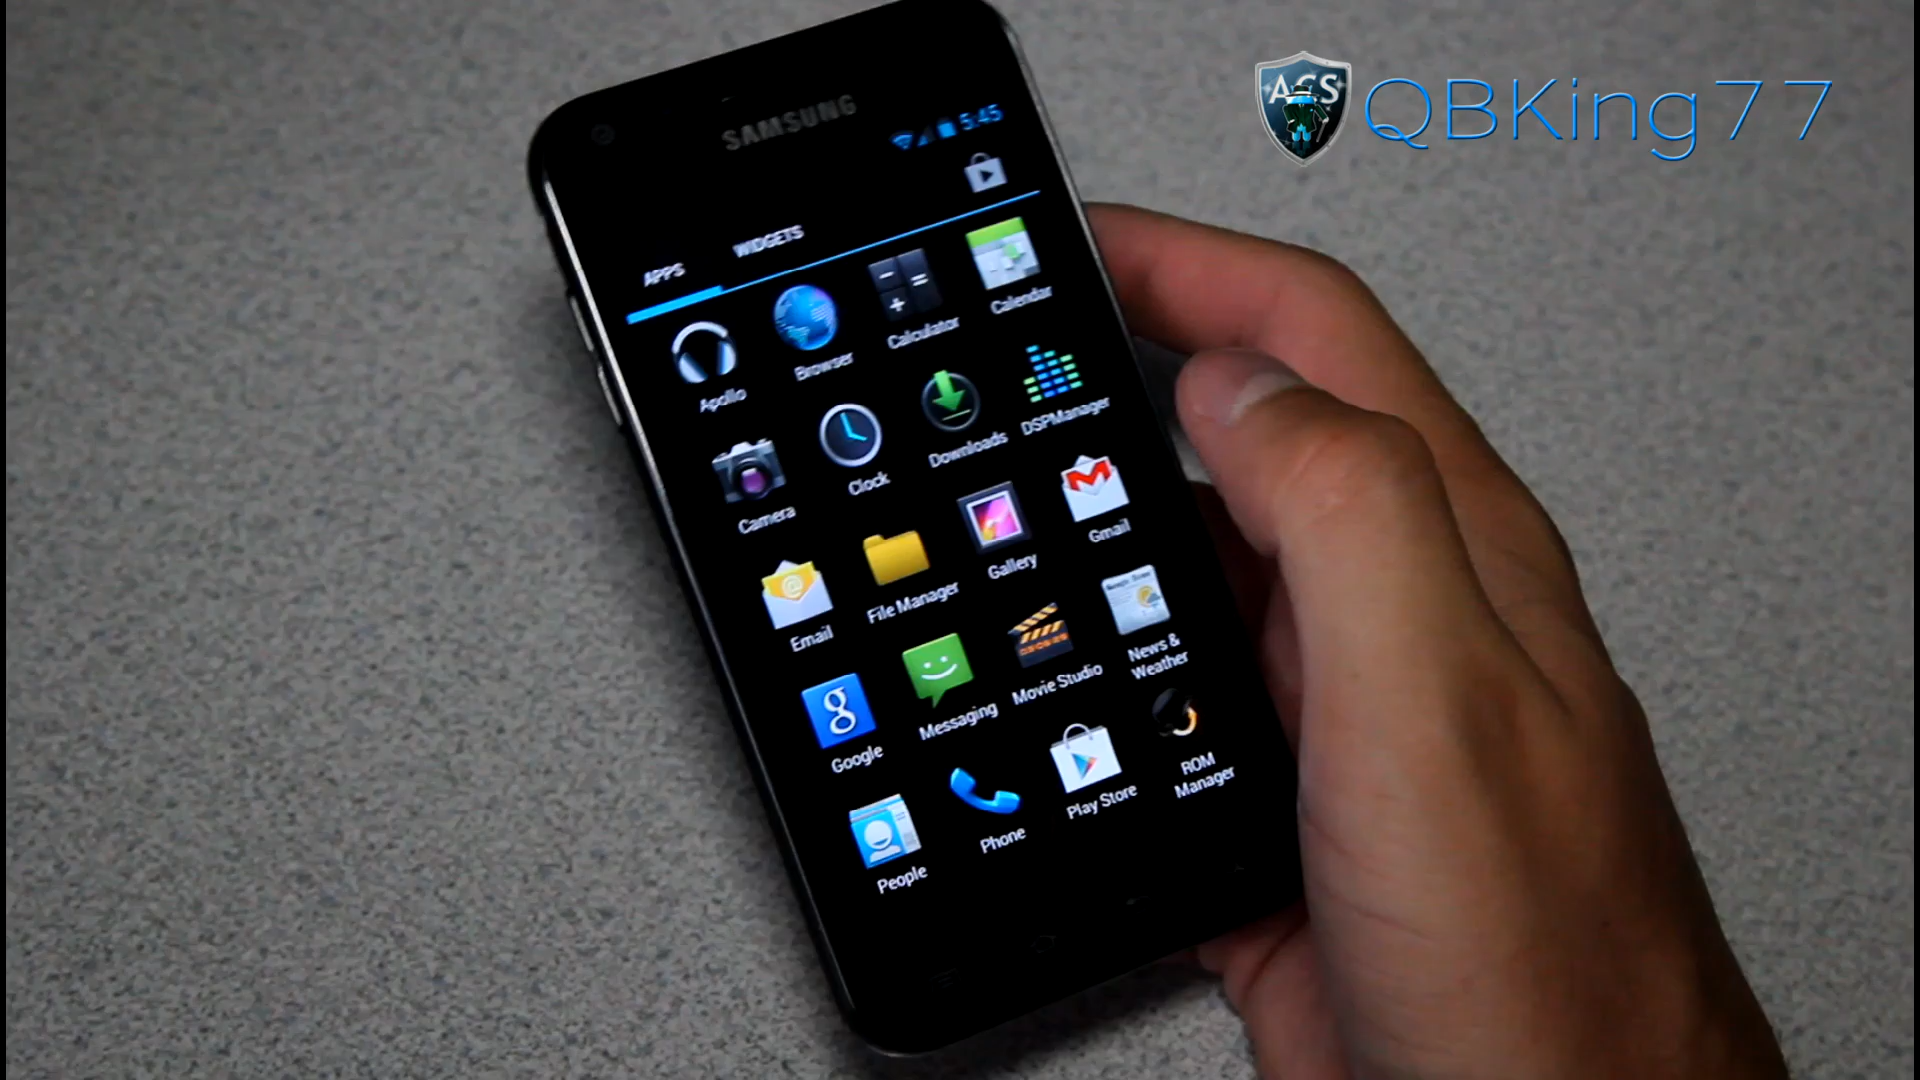 ACS
QBKing77
SAMSUNG
5:45
APPS
WIDGETS
Apollo
Browser
Calculator
Calendar
Camera
Clock
Downloads
DSPManager
Email
File Manager
Gallery
Gmail
Google
Messaging
Movie Studio
News &
Weather
People
Phone
Play Store
ROM
Manager